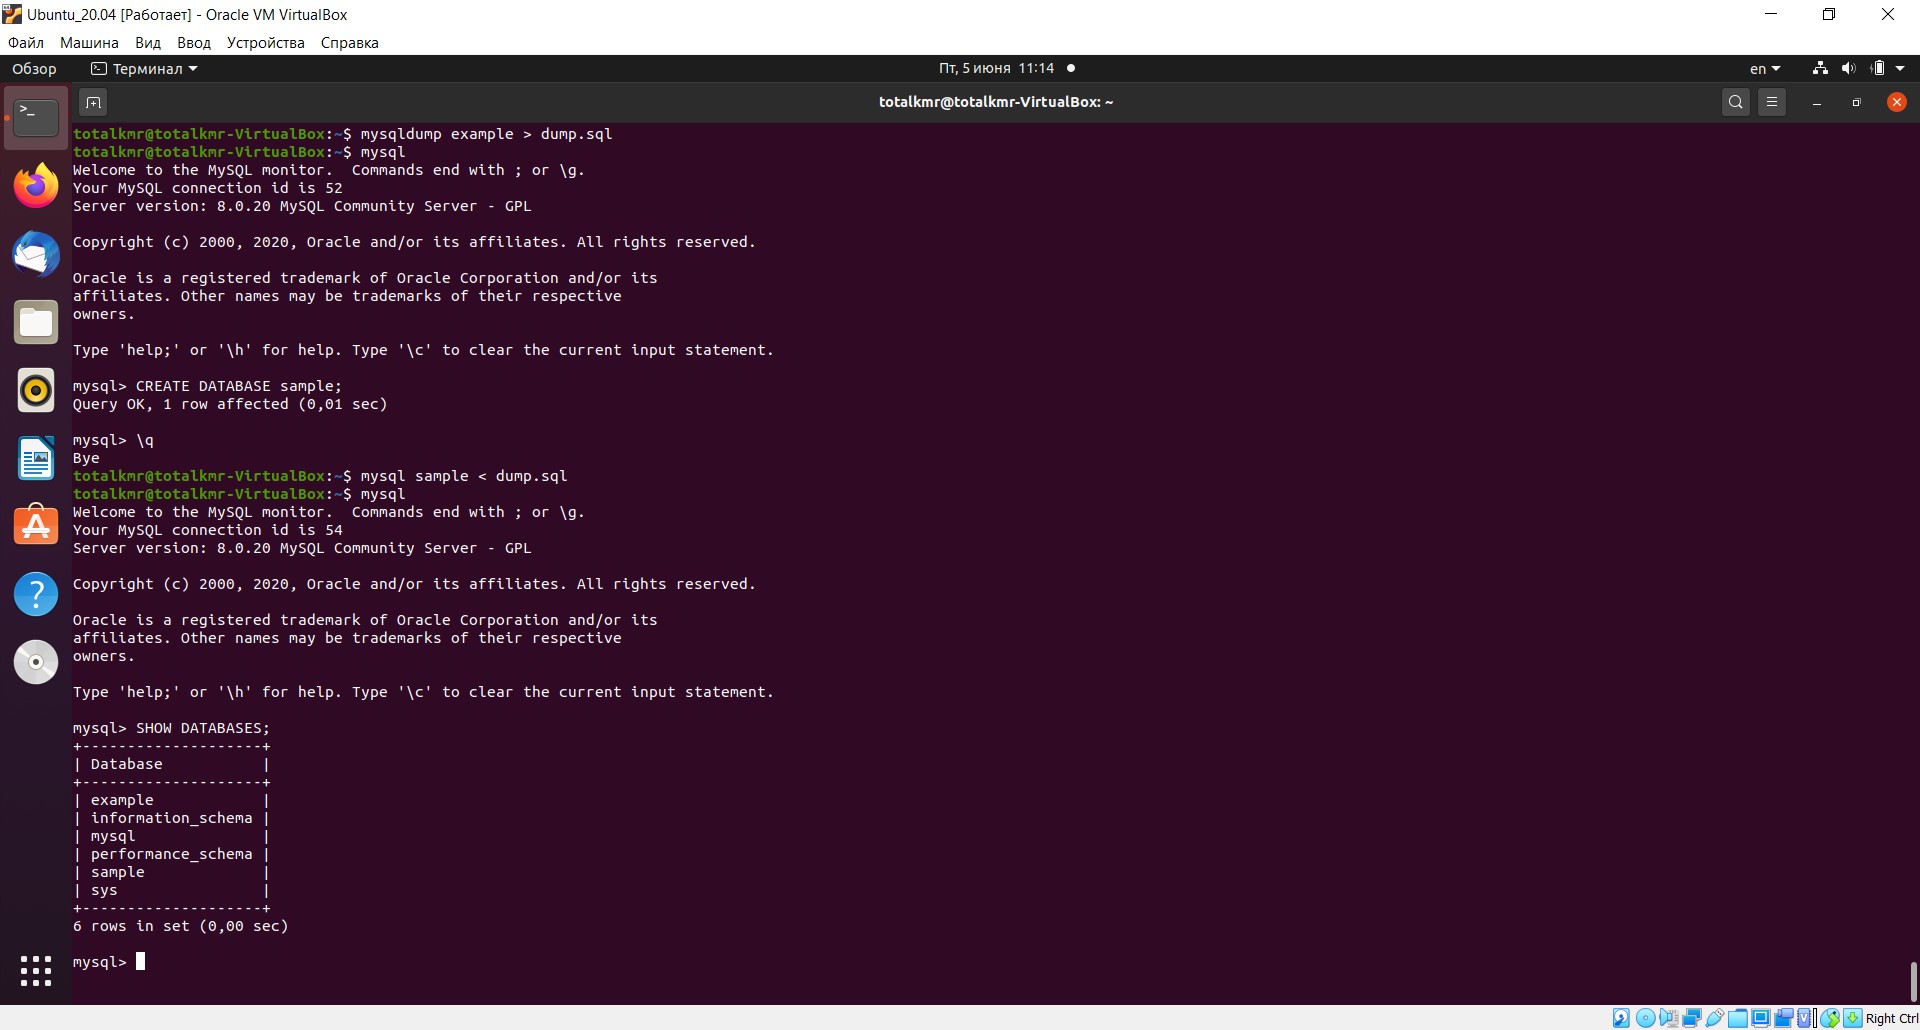 Ubuntu_20.04 [Работает] - Oracle VM VirtualBox
Файл Машина Вид Ввод Устройства Справка
Обзор Терминал Пт, 5 июня 11:14 en
totalkmr@totalkmr-VirtualBox: ~
totalkmr@totalkmr-VirtualBox:~$ mysqldump example > dump.sql
totalkmr@totalkmr-VirtualBox:~$ mysql
Welcome to the MySQL monitor.  Commands end with ; or \g.
Your MySQL connection id is 52
Server version: 8.0.20 MySQL Community Server - GPL
Copyright (c) 2000, 2020, Oracle and/or its affiliates. All rights reserved.
Oracle is a registered trademark of Oracle Corporation and/or its
affiliates. Other names may be trademarks of their respective
owners.
Type 'help;' or '\h' for help. Type '\c' to clear the current input statement.
mysql> CREATE DATABASE sample;
Query OK, 1 row affected (0,01 sec)
mysql> \q
Bye
totalkmr@totalkmr-VirtualBox:~$ mysql sample < dump.sql
totalkmr@totalkmr-VirtualBox:~$ mysql
Welcome to the MySQL monitor.  Commands end with ; or \g.
Your MySQL connection id is 54
Server version: 8.0.20 MySQL Community Server - GPL
Copyright (c) 2000, 2020, Oracle and/or its affiliates. All rights reserved.
Oracle is a registered trademark of Oracle Corporation and/or its
affiliates. Other names may be trademarks of their respective
owners.
Type 'help;' or '\h' for help. Type '\c' to clear the current input statement.
mysql> SHOW DATABASES;
+--------------------+
| Database           |
+--------------------+
| example            |
| information_schema |
| mysql              |
| performance_schema |
| sample             |
| sys                |
+--------------------+
6 rows in set (0,00 sec)
mysql>
Right Ctrl